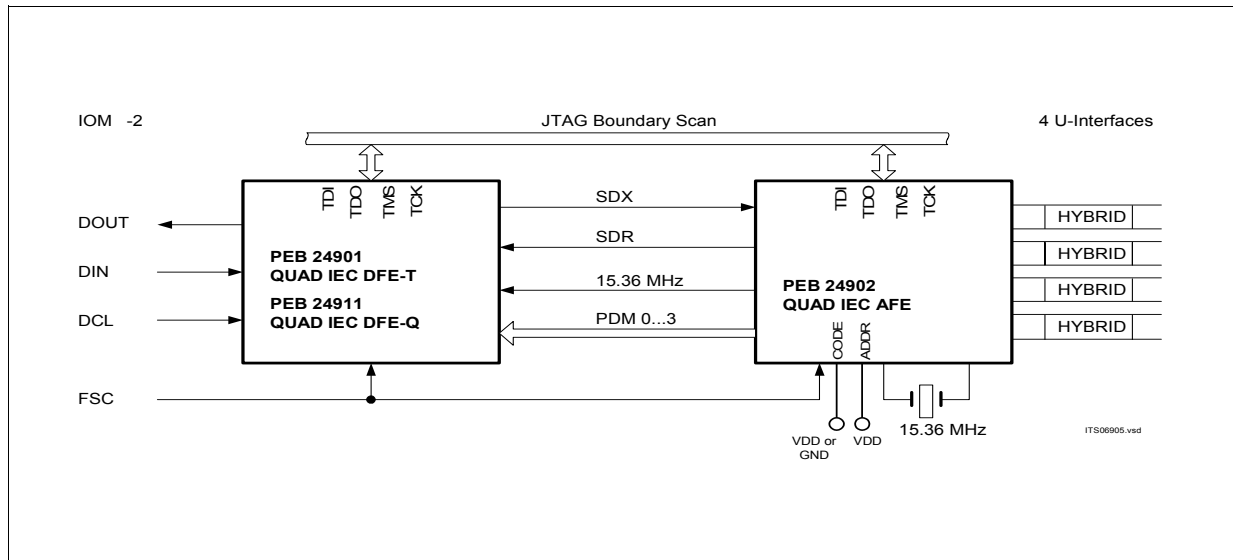 IOM -2
JTAG Boundary Scan
4 U-Interfaces
TDI
TDO
TMS
TCK
TDI
TDO
TMS
TCK
SDX
SDR
15.36 MHz
PDM 0...3
DOUT
DIN
DCL
FSC
PEB 24901
QUAD IEC DFE-T
PEB 24911
QUAD IEC DFE-Q
PEB 24902
QUAD IEC AFE
CODE
ADDR
HYBRID
HYBRID
HYBRID
HYBRID
VDD or
GND
VDD
15.36 MHz
ITS06905.vsd